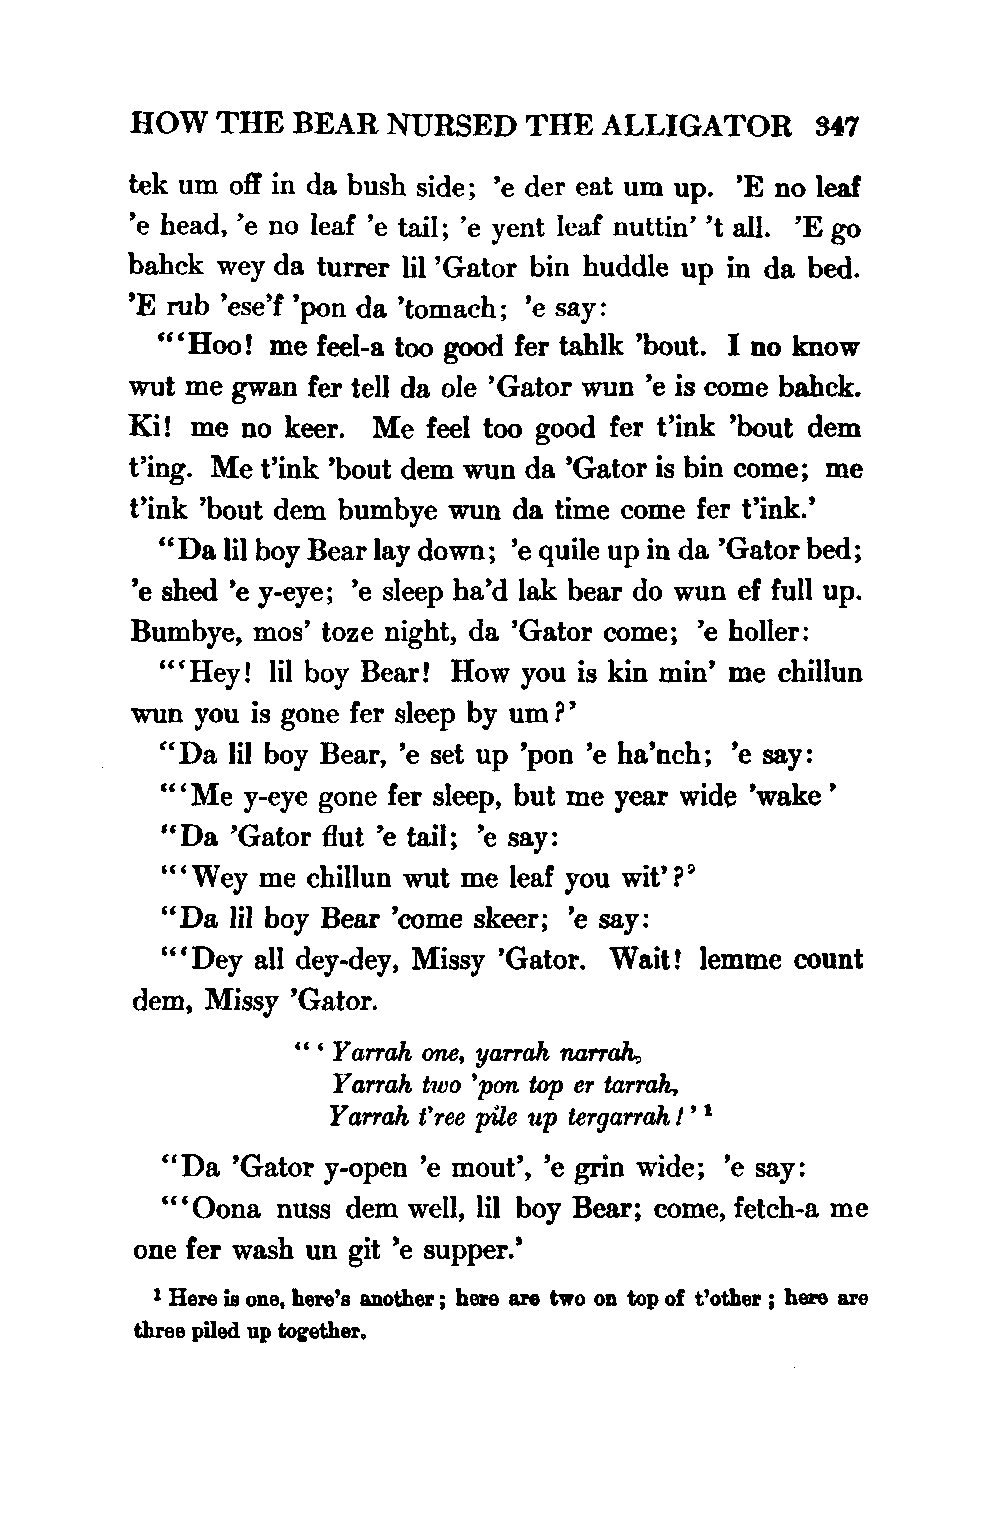 HOW THE BEAR NURSED THE ALLIGATOR 347
tek um off in da bush side; ’e der eat um up. ’E no leaf
’e head, ’e no leaf ’e tail; ’e yent leaf nuttin’ ’t all. ’E go
bahck wey da turrer lil ’Gator bin huddle up in da bed.
’E rub ’ese’f ’pon da ’tomach; ’e say:
“‘Hoo! me feel-a too good fer tahlk ’bout. I no know
wut me gwan fer tell da ole ’Gator wun ’e is come bahck.
Ki! me no keer. Me feel too good fer t’ink ’bout dem
t’ing. Me t’ink ’bout dem wun da ’Gator is bin come; me
t’ink ’bout dem bumbye wun da time come fer t’ink.’
“Da lil boy Bear lay down; ’e quile up in da ’Gator bed;
’e shed ’e y-eye; ’e sleep ha’d lak bear do wun ef full up.
Bumbye, mos’ toze night, da ’Gator come; ’e holler:
“‘Hey! lil boy Bear! How you is kin min’ me chillun
wun you is gone fer sleep by um?’
“Da lil boy Bear, ’e set up ’pon ’e ha’nch; ’e say:
“‘Me y-eye gone fer sleep, but me year wide ’wake’
“Da ’Gator flut ’e tail; ’e say:
“‘Wey me chillun wut me leaf you wit’?’
“Da lil boy Bear ’come skeer; ’e say:
“‘Dey all dey-dey, Missy ’Gator. Wait! lemme count
dem, Missy ’Gator.
“‘Yarrah one, yarrah narrah,
Yarrah two ’pon top er tarrah,
Yarrah t’ree pile up tergarrah!’ ¹
“Da ’Gator y-open ’e mout’, ’e grin wide; ’e say:
“‘Oona nuss dem well, lil boy Bear; come, fetch-a me
one fer wash un git ’e supper.’
¹ Here is one, here’s another; here are two on top of t’other; here are
three piled up together.